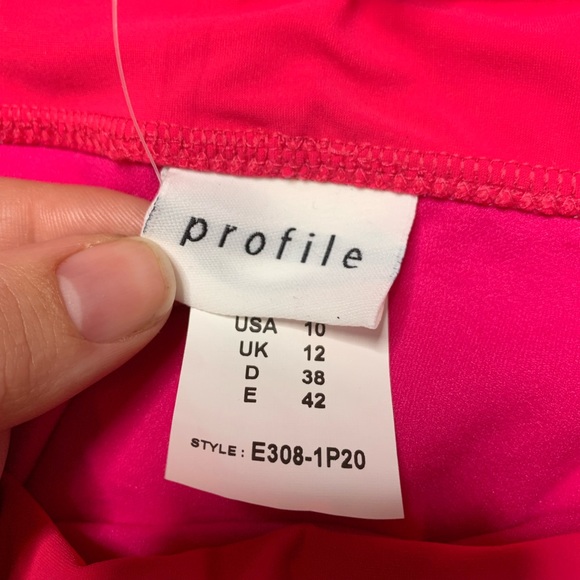 profile
USA 10
UK 12
D 38
E 42
STYLE: E308-1P20